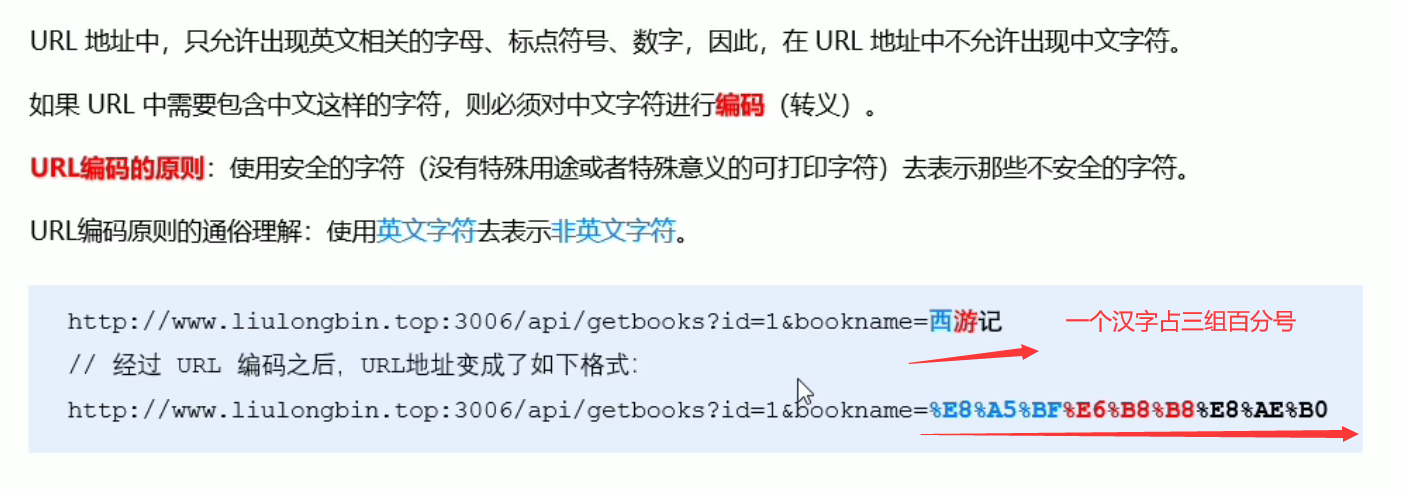 URL 地址中，只允许出现英文相关的字母、标点符号、数字，因此，在 URL 地址中不允许出现中文字符。
如果 URL 中需要包含中文这样的字符，则必须对中文字符进行编码（转义）。
URL编码的原则：使用安全的字符（没有特殊用途或者特殊意义的可打印字符）去表示那些不安全的字符。
URL编码原则的通俗理解：使用英文字符去表示非英文字符。
http://www.liulongbin.top:3006/api/getbooks?id=1&bookname=西游记 一个汉字占三组百分号
// 经过 URL 编码之后，URL地址变成了如下格式：
http://www.liulongbin.top:3006/api/getbooks?id=1&bookname=%E8%A5%BF%E6%B8%B8%E8%AE%B0